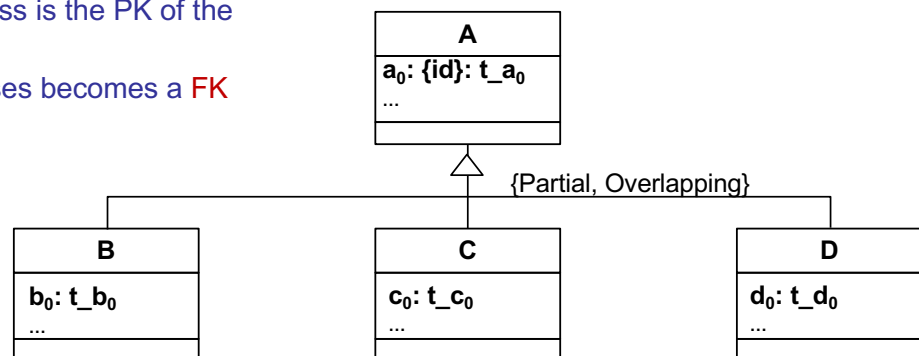 ss is the PK of the
es becomes a FK
A
a₀: {id}: t_a₀
...
{Partial, Overlapping}
B
b₀: t_b₀
...
C
c₀: t_c₀
...
D
d₀: t_d₀
...